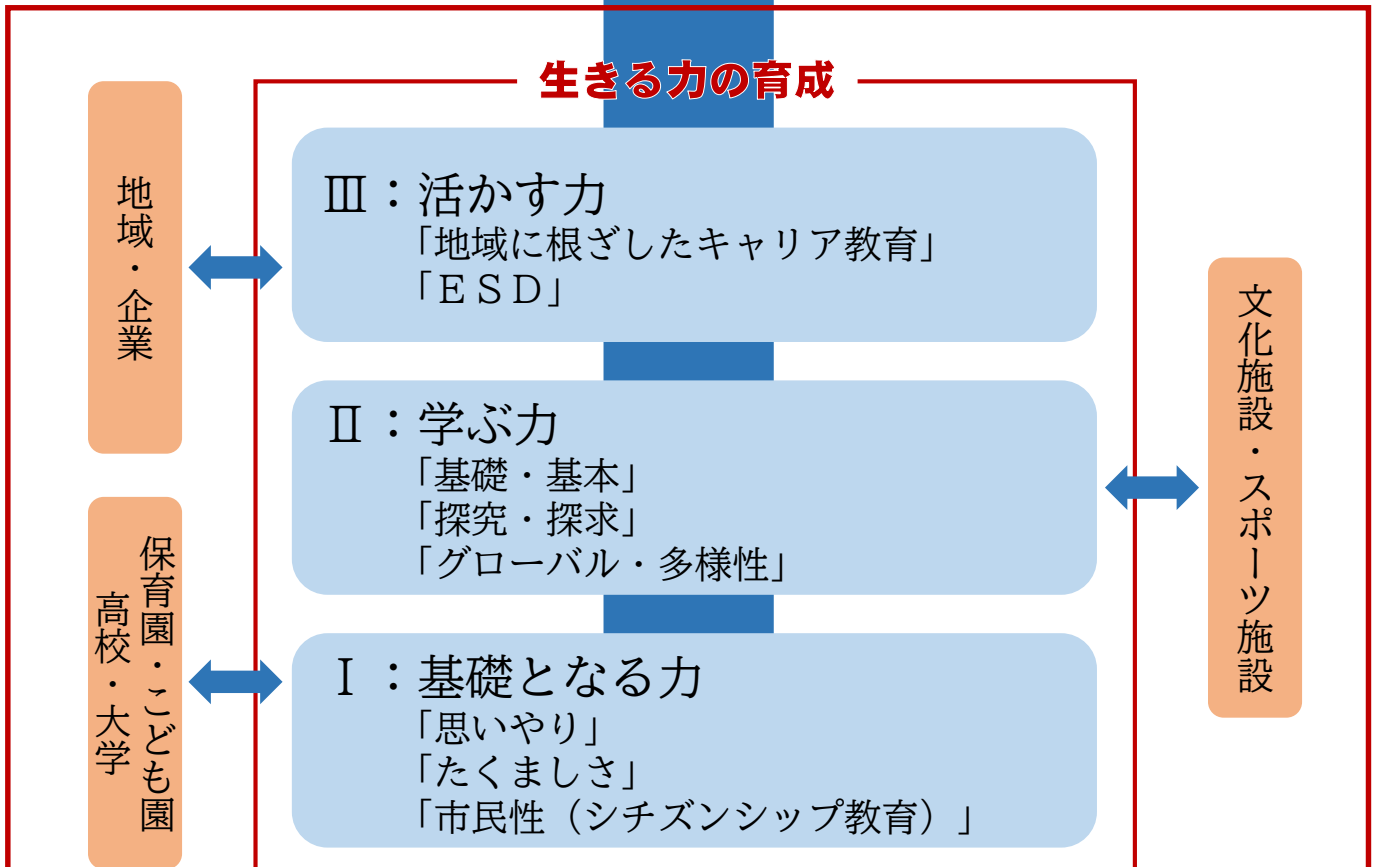 生きる力の育成
Ⅲ：活かす力
「地域に根ざしたキャリア教育」
「ＥＳＤ」
Ⅱ：学ぶ力
「基礎・基本」
「探究・探求」
「グローバル・多様性」
Ⅰ：基礎となる力
「思いやり」
「たくましさ」
「市民性（シチズンシップ教育）」
地域・企業
保育園・こども園
高校・大学
文化施設・スポーツ施設